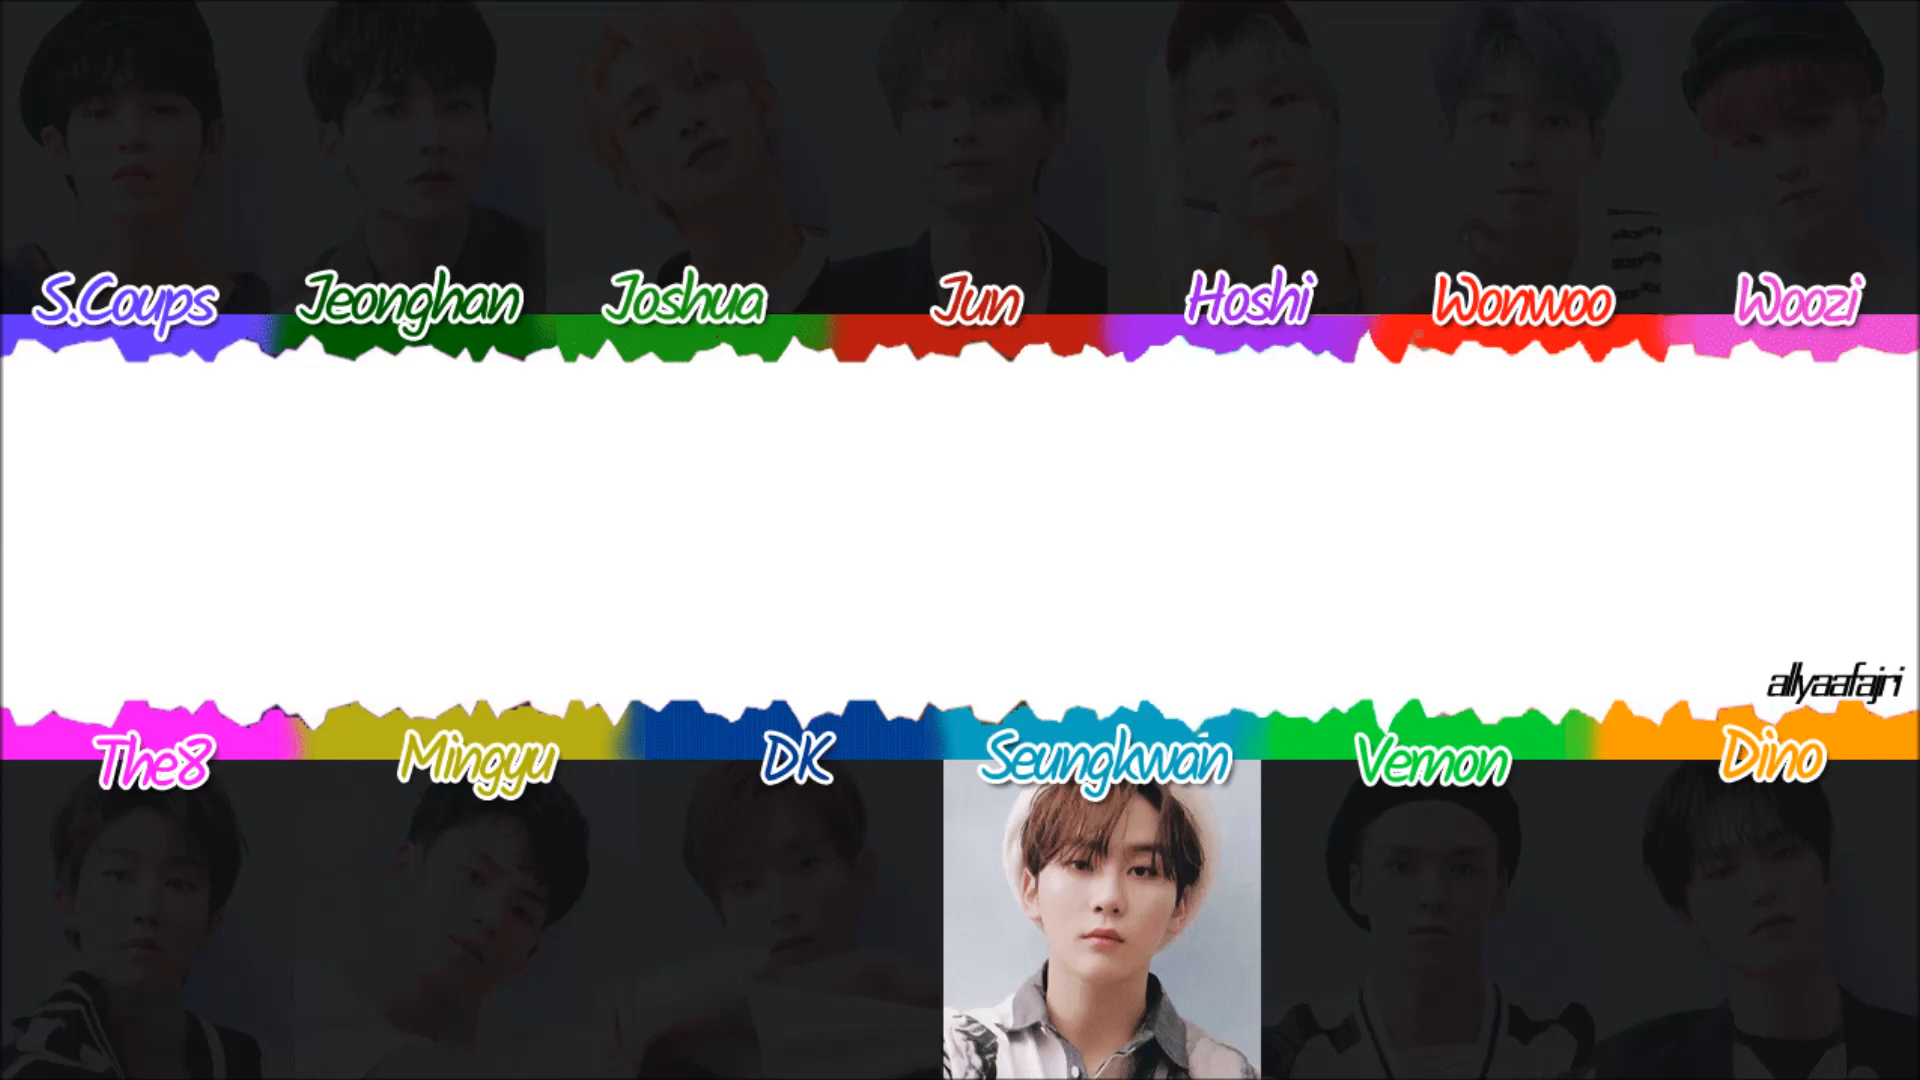 S.Coups Jeonghan Joshua Jun Hoshi Wonwoo Woozi
allyaafajri
The8 Mingyu DK Seungkwan Vernon Dino